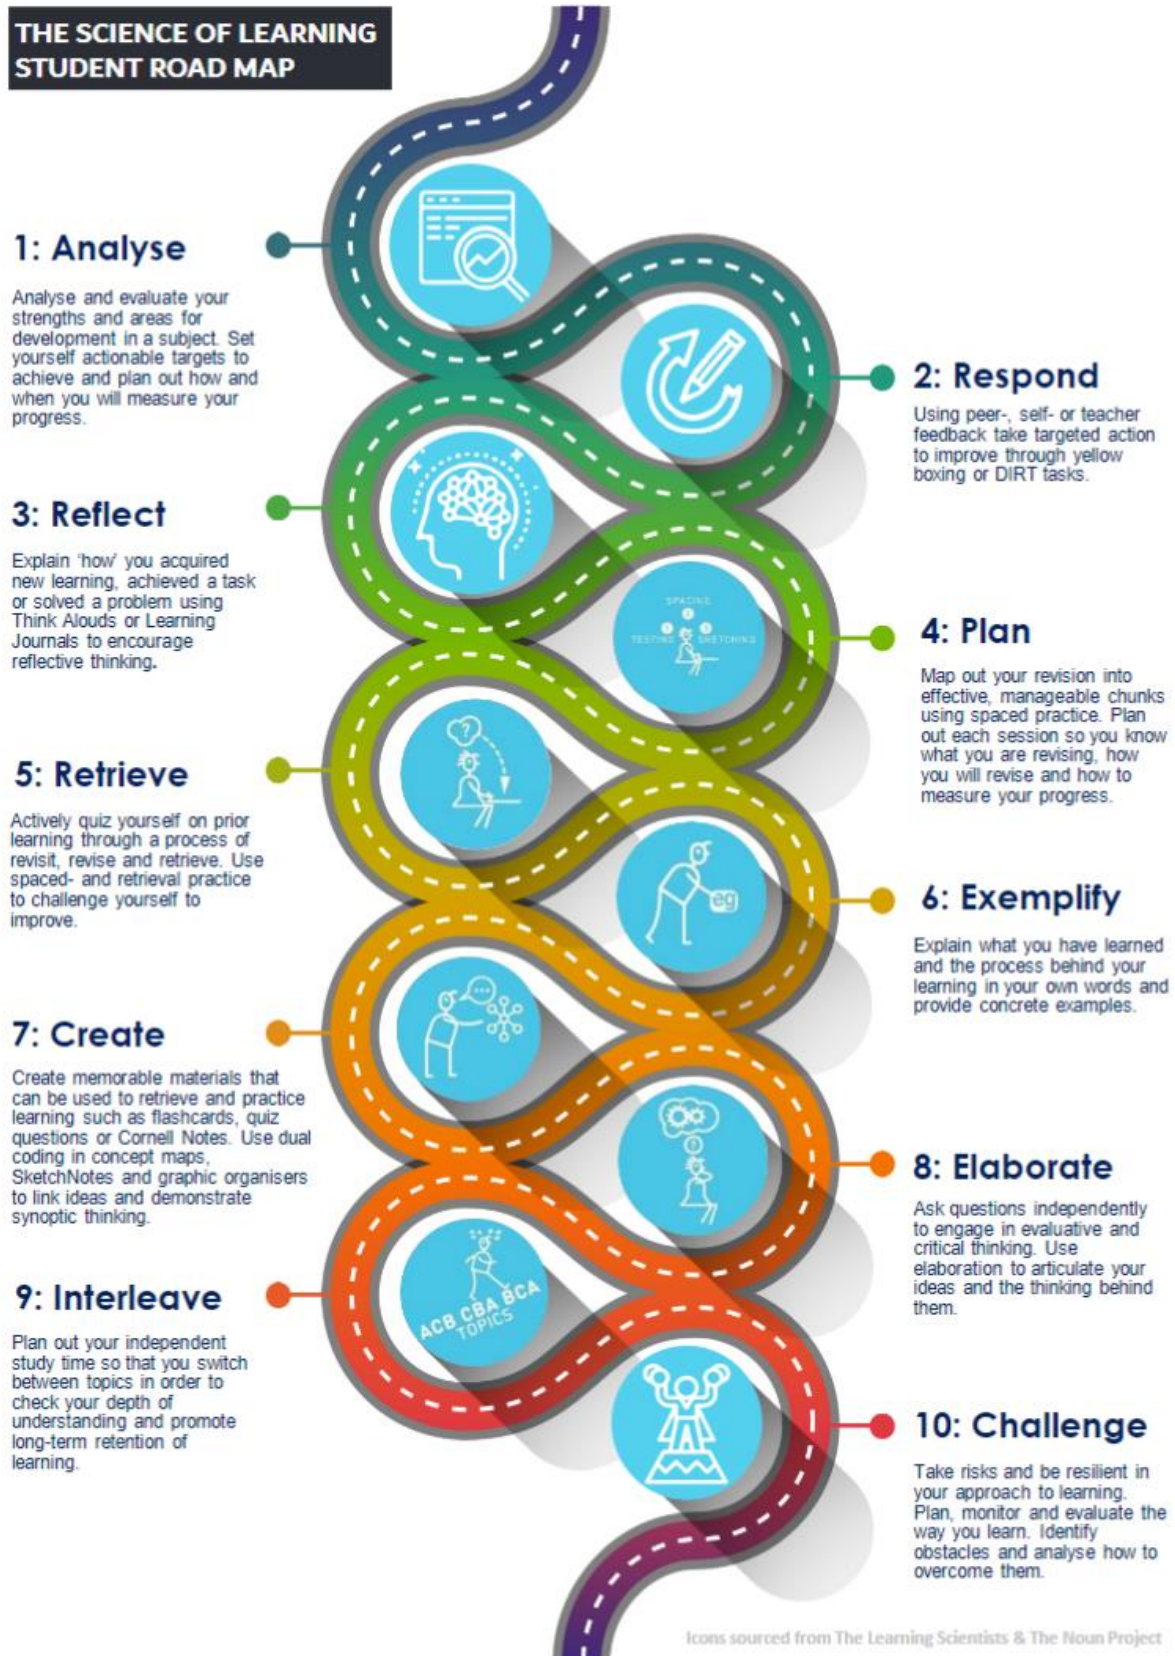 THE SCIENCE OF LEARNING
STUDENT ROAD MAP
1: Analyse
Analyse and evaluate your
strengths and areas for
development in a subject. Set
yourself actionable targets to
achieve and plan out how and
when you will measure your
progress.
2: Respond
Using peer-, self- or teacher
feedback take targeted action
to improve through yellow
boxing or DIRT tasks.
3: Reflect
Explain 'how' you acquired
new learning, achieved a task
or solved a problem using
Think Alouds or Learning
Journals to encourage
reflective thinking.
SPACING
2
1
3
TESTING
SKETCHING
4: Plan
Map out your revision into
effective, manageable chunks
using spaced practice. Plan
out each session so you know
what you are revising, how
you will revise and how to
measure your progress.
?
5: Retrieve
Actively quiz yourself on prior
learning through a process of
revisit, revise and retrieve. Use
spaced- and retrieval practice
to challenge yourself to
improve.
eg
6: Exemplify
Explain what you have learned
and the process behind your
learning in your own words and
provide concrete examples.
7: Create
Create memorable materials that
can be used to retrieve and practice
learning such as flashcards, quiz
questions or Cornell Notes. Use dual
coding in concept maps,
SketchNotes and graphic organisers
to link ideas and demonstrate
synoptic thinking.
?
8: Elaborate
Ask questions independently
to engage in evaluative and
critical thinking. Use
elaboration to articulate your
ideas and the thinking behind
them.
9: Interleave
Plan out your independent
study time so that you switch
between topics in order to
check your depth of
understanding and promote
long-term retention of
learning.
ACB CBA BCA
TOPICS
10: Challenge
Take risks and be resilient in
your approach to learning.
Plan, monitor and evaluate the
way you learn. Identify
obstacles and analyse how to
overcome them.
Icons sourced from The Learning Scientists & The Noun Project